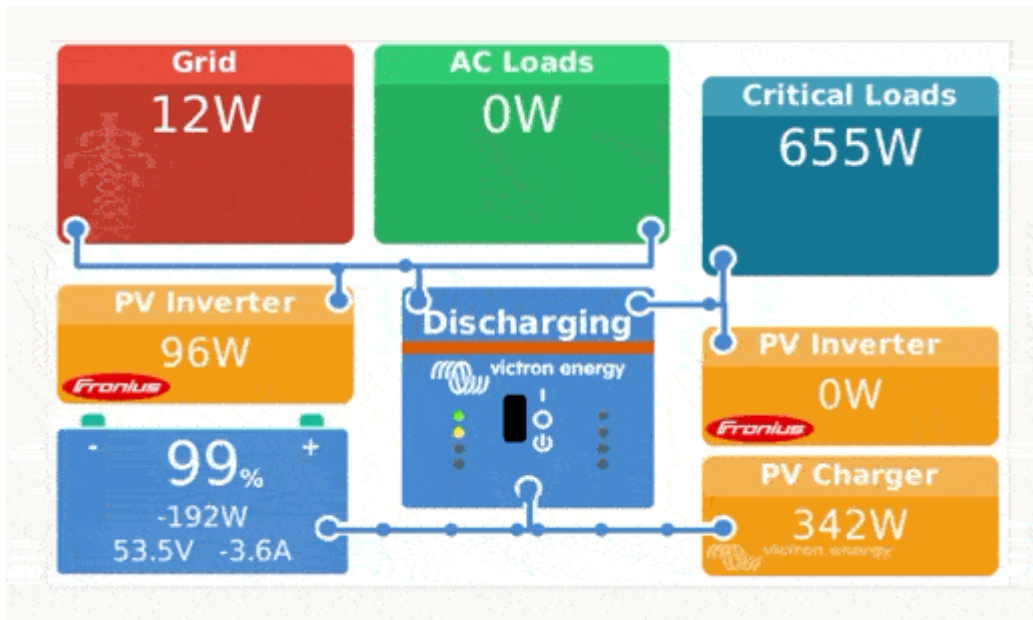 Grid
12W
AC Loads
0W
Critical Loads
655W
PV Inverter
96W
Fronius
Discharging
victron energy
PV Inverter
0W
Fronius
- +
99%
-192W
53.5V -3.6A
PV Charger
342W
victron energy